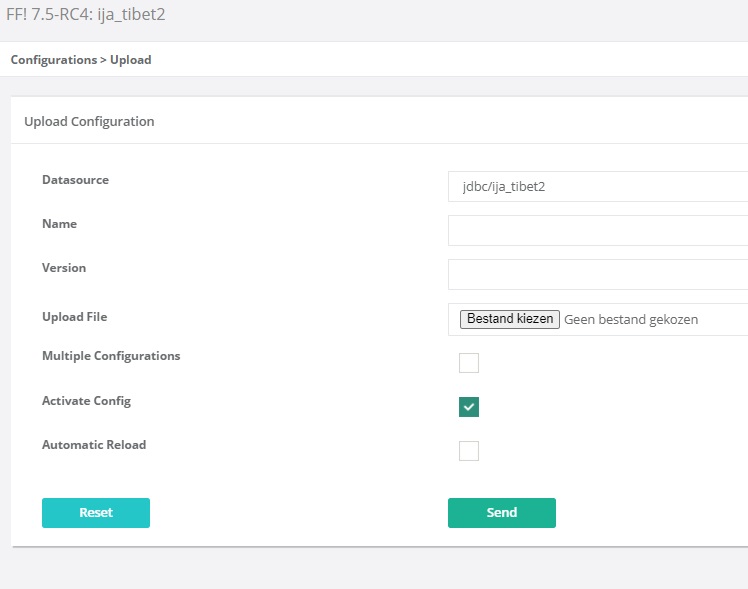 FF! 7.5-RC4: ija_tibet2
Configurations > Upload
Upload Configuration
Datasource
jdbc/ija_tibet2
Name
Version
Upload File
Bestand kiezen Geen bestand gekozen
Multiple Configurations
Activate Config
Automatic Reload
Reset
Send